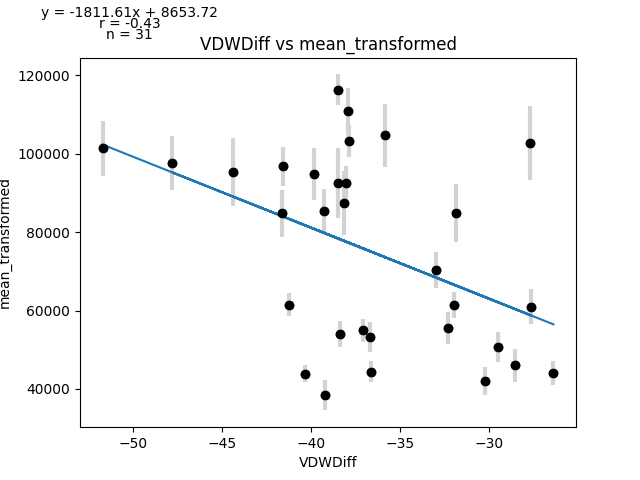 y = -1811.61x + 8653.72
r = -0.43
n = 31
VDWDiff vs mean_transformed
120000
100000
80000
60000
40000
mean_transformed
−50
−45
−40
−35
−30
VDWDiff